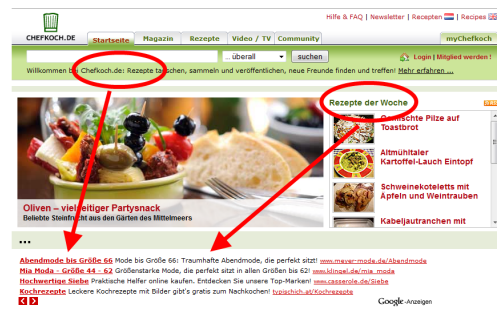 Hilfe & FAQ | Newsletter | Recepten | Recipes
CHEFKOCH.DE Startseite Magazin Rezepte Video / TV Community myChefkoch
... überall suchen Login | Mitglied werden !
Willkommen bei Chefkoch.de: Rezepte tauschen, sammeln und veröffentlichen, neue Freunde finden und treffen! Mehr erfahren ...
Rezepte der Woche
Gemischte Pilze auf
Toastbrot
Altmühltaler
Kartoffel-Lauch Eintopf
Schweinekoteletts mit
Äpfeln und Weintrauben
Kabeljautranchen mit
Oliven – vielseitiger Partysnack
Beliebte Steinfrucht aus den Gärten des Mittelmeers
...
Abendmode bis Größe 66 Mode bis Größe 66: Traumhafte Abendmode, die perfekt sitzt! www.meyer-mode.de/Abendmode
Mia Moda - Größe 44 - 62 Größenstarke Mode, die perfekt sitzt in allen Größen bis 62! www.klingel.de/mia_moda
Hochwertige Siebe Praktische Helfer online kaufen. Entdecken Sie unsere Top-Marken! www.casserole.de/Siebe
Kochrezepte Leckere Kochrezepte mit Bilder gibt's gratis zum Nachkochen! typischich.at/Kochrezepte
Google-Anzeigen